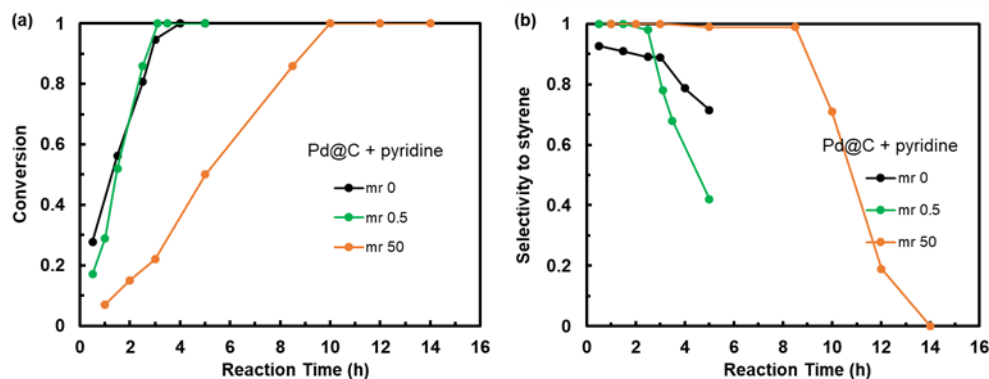 (a)
1
0.8
0.6
0.4
0.2
0
Conversion
Pd@C + pyridine
mr 0
mr 0.5
mr 50
0 2 4 6 8 10 12 14 16
Reaction Time (h)
(b)
1
0.8
0.6
0.4
0.2
0
Selectivity to styrene
Pd@C + pyridine
mr 0
mr 0.5
mr 50
0 2 4 6 8 10 12 14 16
Reaction Time (h)